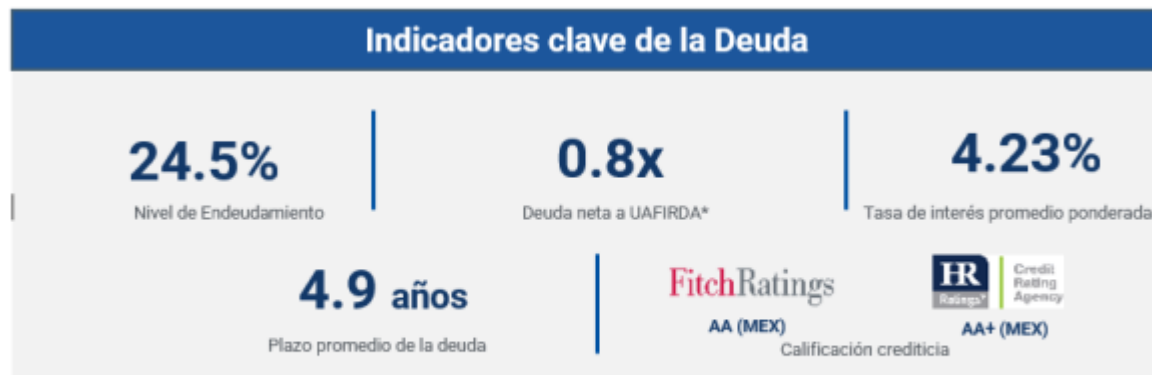 Indicadores clave de la Deuda
24.5%
Nivel de Endeudamiento
0.8x
Deuda neta a UAFIRDA*
4.23%
Tasa de interés promedio ponderada
4.9 años
Plazo promedio de la deuda
FitchRatings
AA (MEX)
HR
Ratings®
Credit
Rating
Agency
AA+ (MEX)
Calificación crediticia